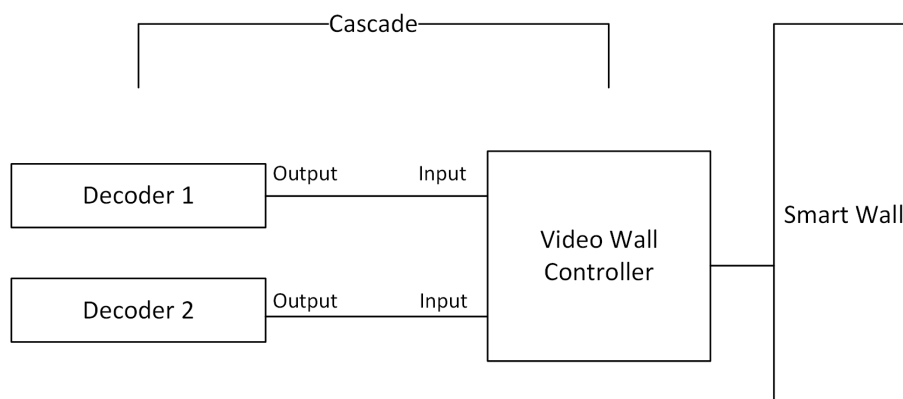 Cascade
Decoder 1
Output
Input
Decoder 2
Output
Input
Video Wall
Controller
Smart Wall